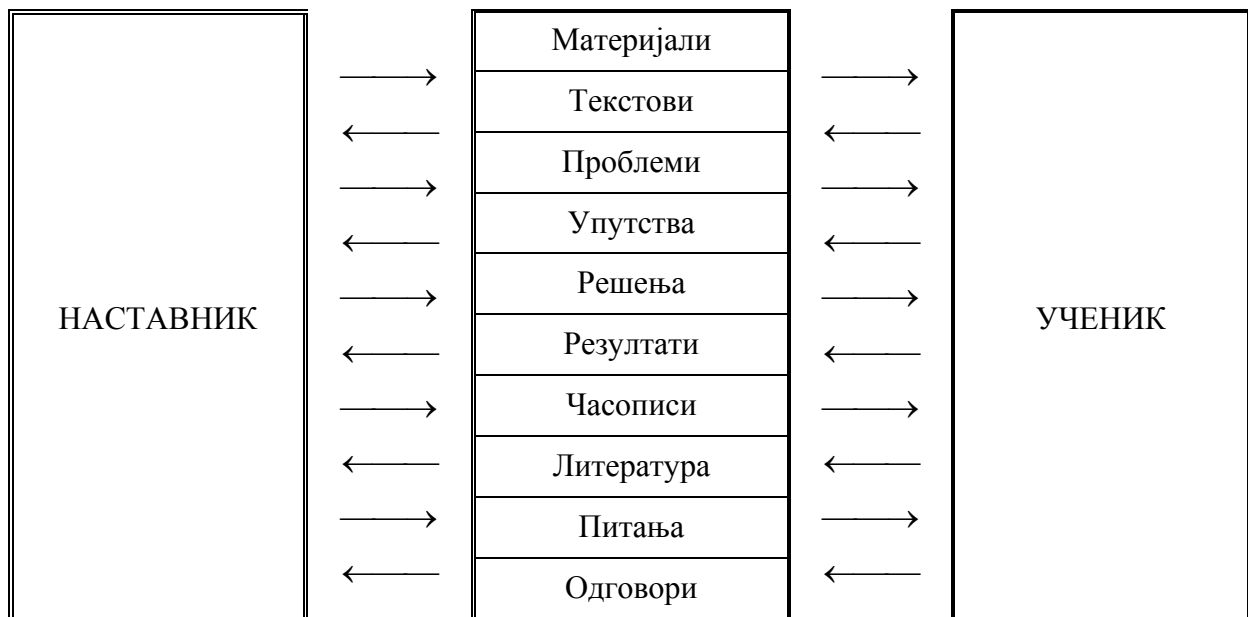 Материјали
Текстови
Проблеми
Упутства
Решења
НАСТАВНИК
УЧЕНИК
Резултати
Часописи
Литература
Питања
Одговори